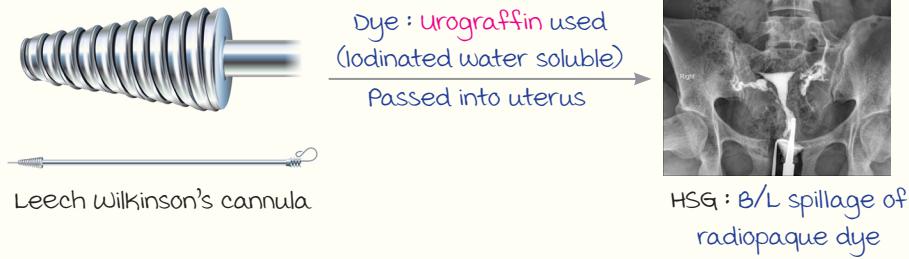 Dye : Urograffin used
(Iodinated water soluble)
Passed into uterus
Right
Leech Wilkinson's cannula
HSG : B/L spillage of
radiopaque dye